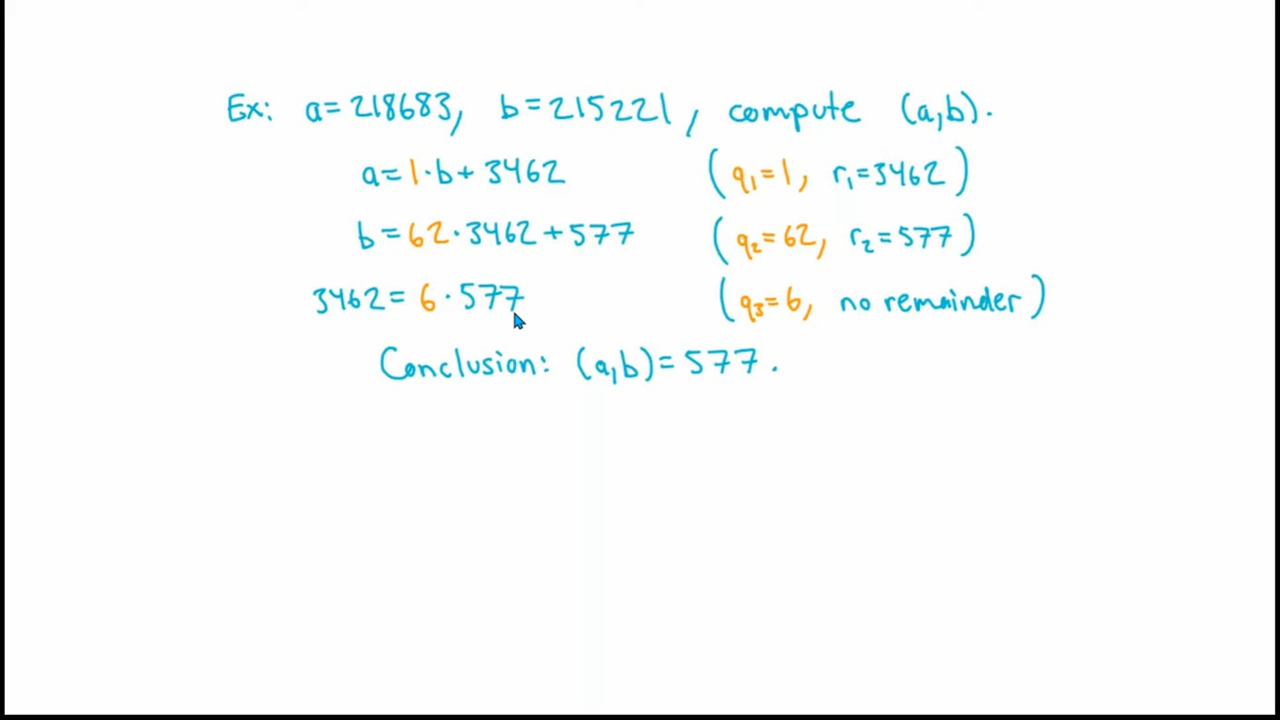 Ex: a=218683, b=215221, compute (a,b).
a=1·b+3462 (q₁=1, r₁=3462)
b=62·3462+577 (q₂=62, r₂=577)
3462=6·577 (q₃=6, no remainder)
Conclusion: (a,b)=577.